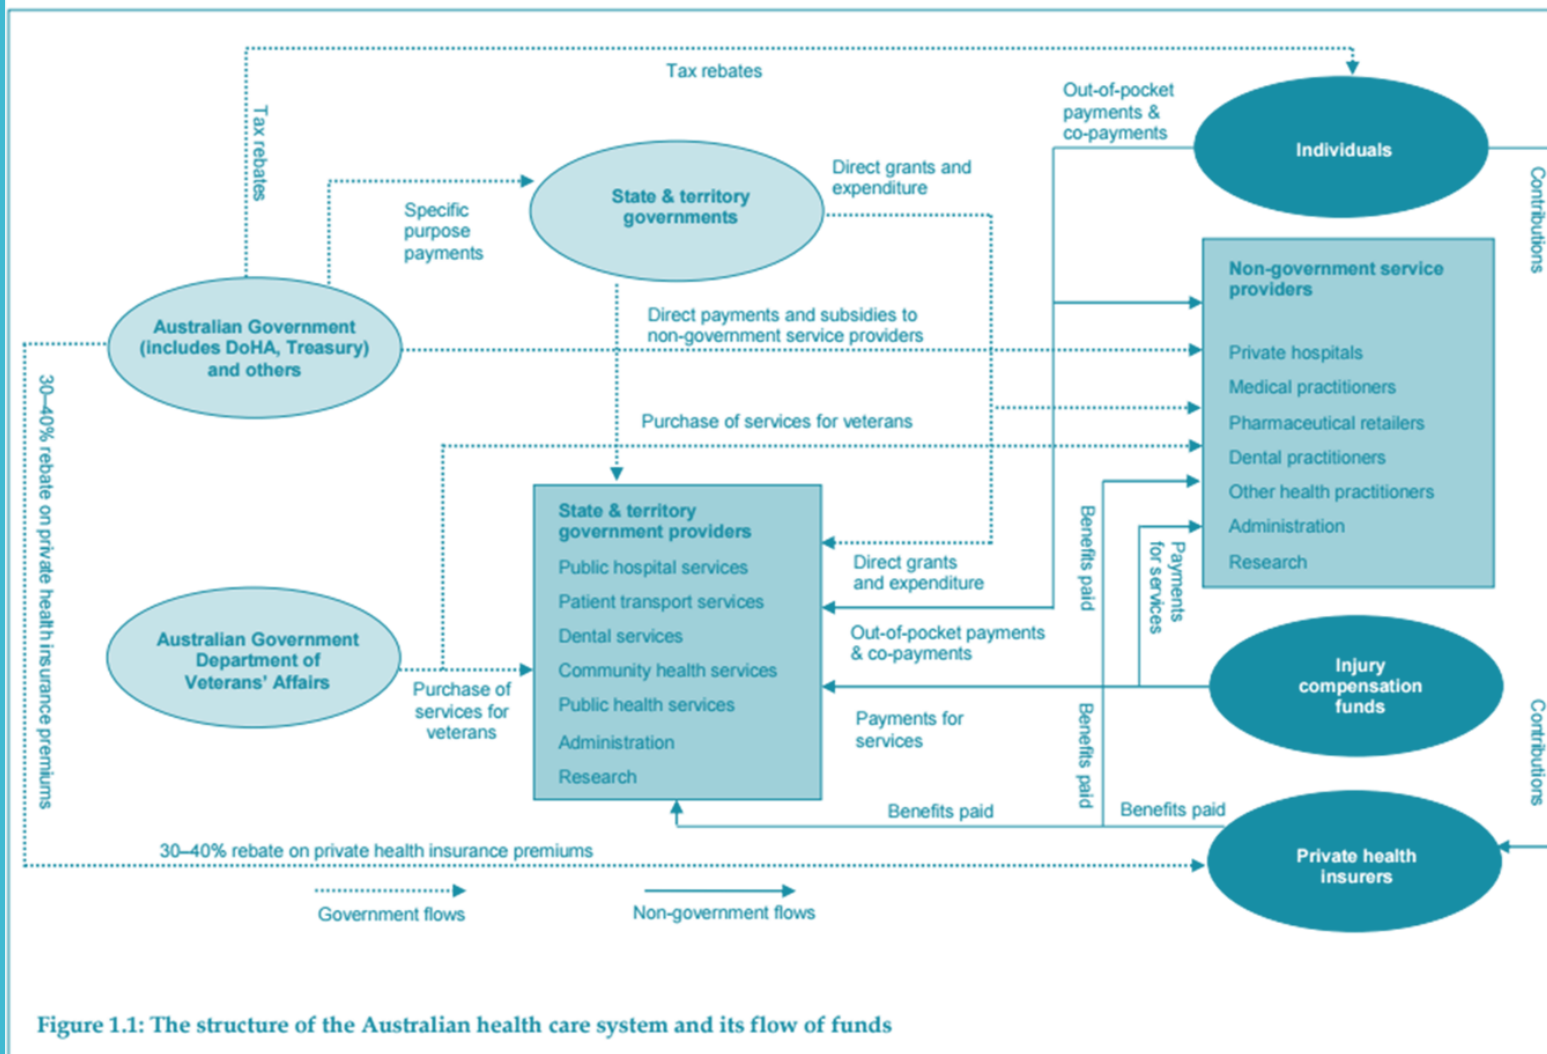 Tax rebates
Tax rebates
Out-of-pocket
payments &
co-payments
Individuals
Contributions
State & territory
governments
Direct grants and
expenditure
Specific
purpose
payments
Australian Government
(includes DoHA, Treasury)
and others
Direct payments and subsidies to
non-government service providers
Non-government service
providers
Private hospitals
Medical practitioners
Pharmaceutical retailers
Dental practitioners
Other health practitioners
Administration
Research
30–40% rebate on private health insurance premiums
Purchase of services for veterans
State & territory
government providers
Public hospital services
Patient transport services
Dental services
Community health services
Public health services
Administration
Research
Direct grants
and expenditure
Benefits paid
Payments
for services
Out-of-pocket payments
& co-payments
Australian Government
Department of
Veterans' Affairs
Purchase of
services for
veterans
Injury
compensation
funds
Payments for
services
Benefits paid
Contributions
Benefits paid
Benefits paid
30–40% rebate on private health insurance premiums
Private health
insurers
Government flows
Non-government flows
Figure 1.1: The structure of the Australian health care system and its flow of funds